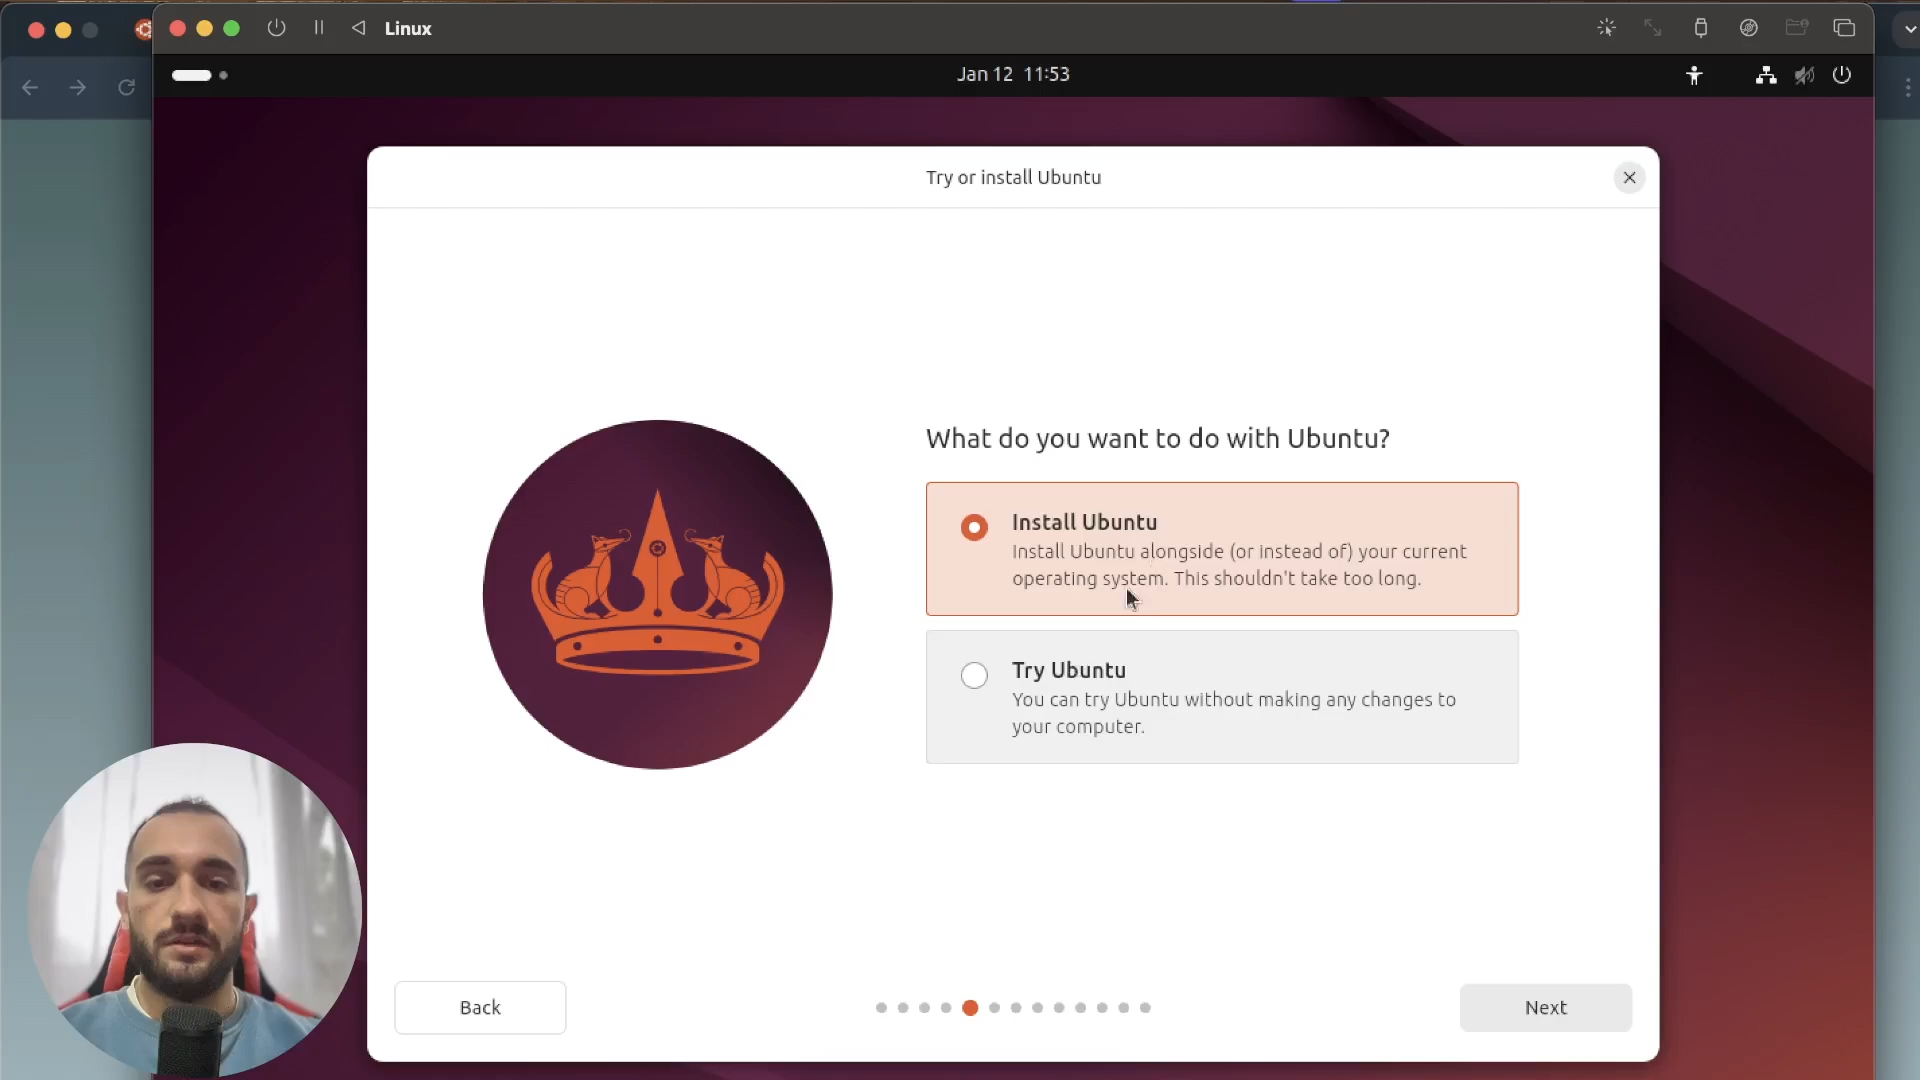 Linux
Jan 12 11:53
Try or install Ubuntu
What do you want to do with Ubuntu?
Install Ubuntu
Install Ubuntu alongside (or instead of) your current
operating system. This shouldn't take too long.
Try Ubuntu
You can try Ubuntu without making any changes to
your computer.
Back
Next